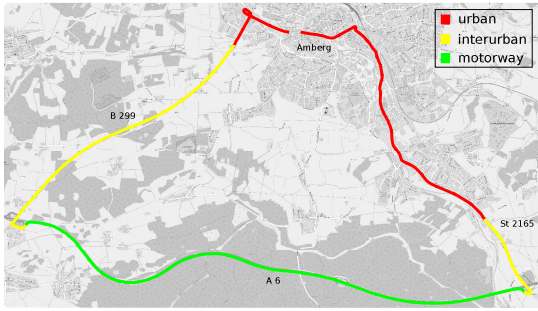 urban
interurban
motorway
Amberg
B 299
St 2165
A 6